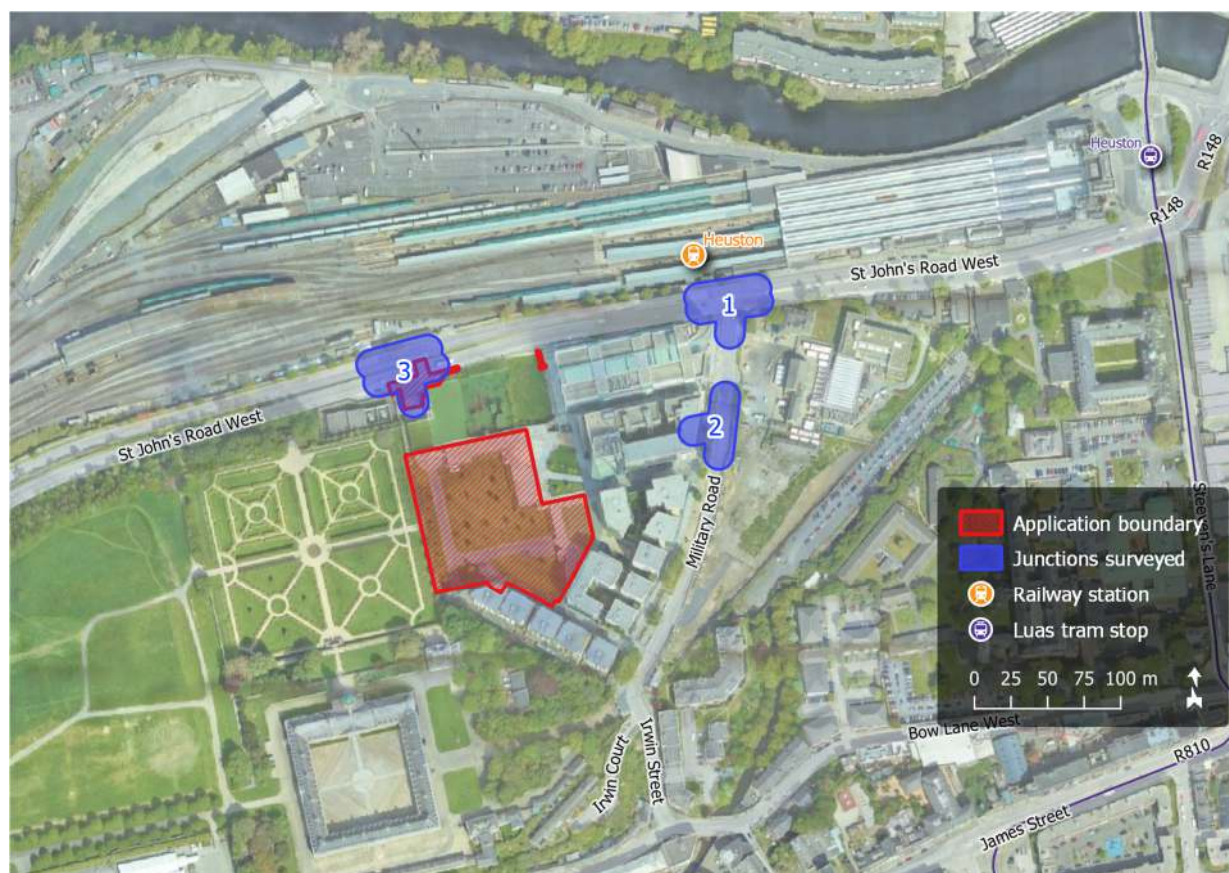 Heuston
R148
R148
Heuston
St John's Road West
1
3
St John's Road West
2
Military Road
Steeven's Lane
Application boundary
Junctions surveyed
Railway station
Luas tram stop
0 25 50 75 100 m
Bow Lane West
Irwin Court
Irwin Street
R810
James Street